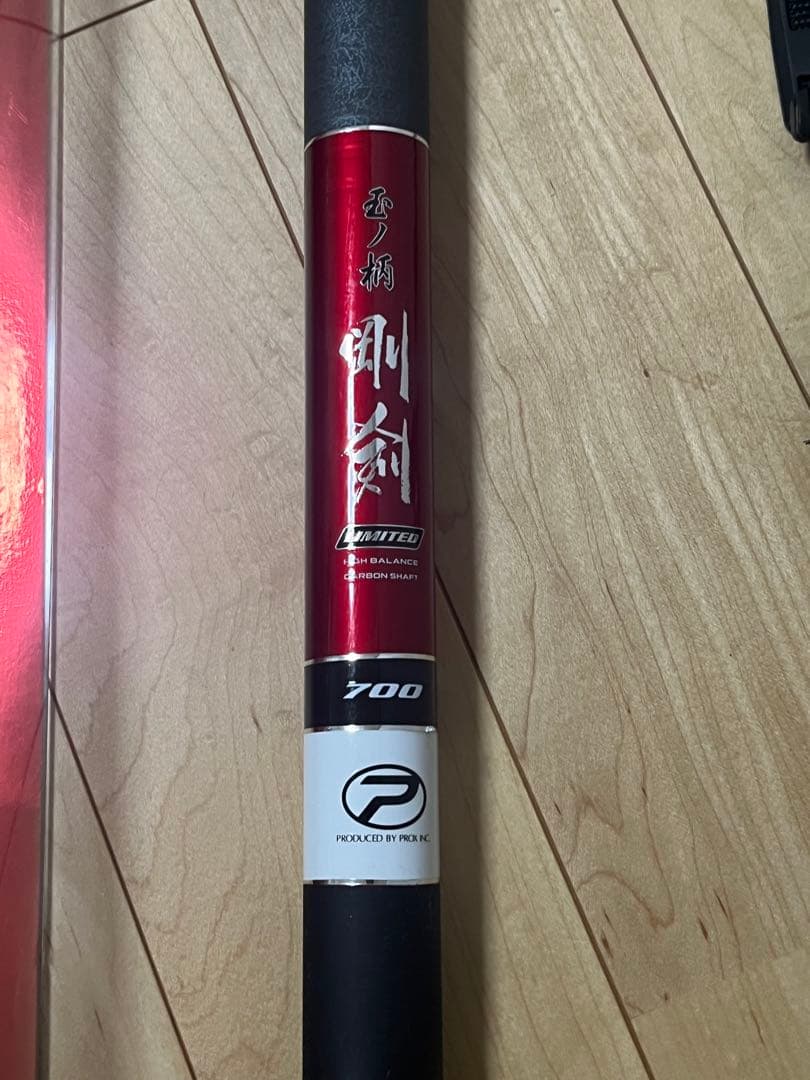 玉ノ柄
剛剣
LIMITED
HIGH BALANCE
CARBON SHAFT
700
P
PRODUCED BY PROX INC.